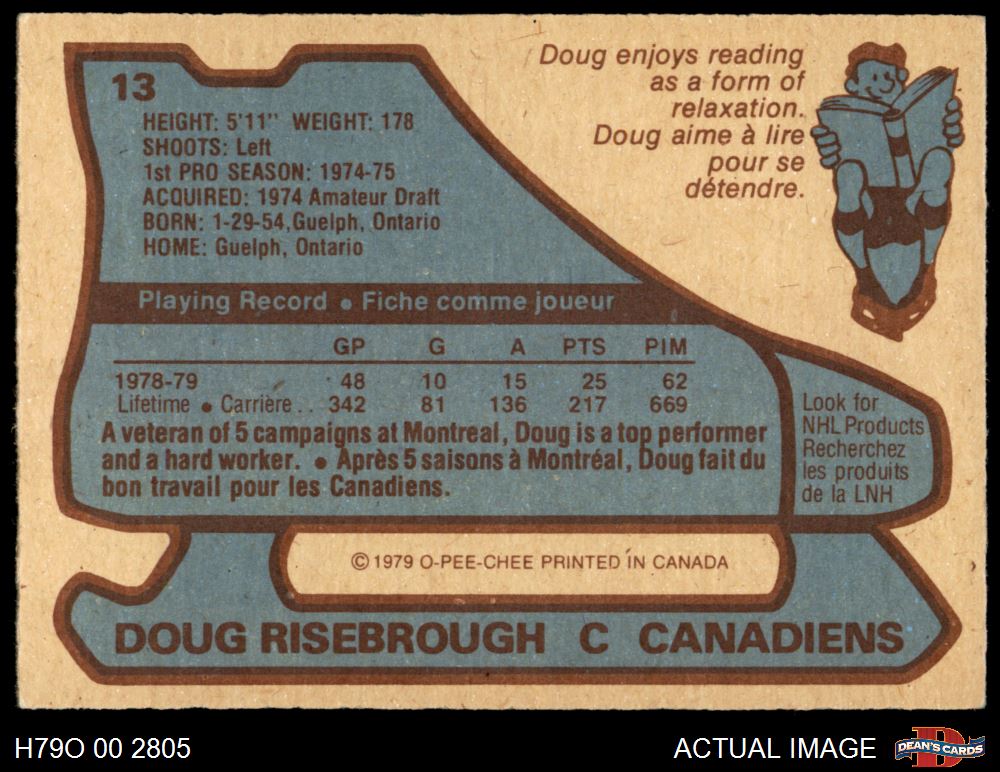 13
HEIGHT: 5'11" WEIGHT: 178
SHOOTS: Left
1st PRO SEASON: 1974-75
ACQUIRED: 1974 Amateur Draft
BORN: 1-29-54, Guelph, Ontario
HOME: Guelph, Ontario
Doug enjoys reading
as a form of
relaxation.
Doug aime à lire
pour se
détendre.
Playing Record • Fiche comme joueur
GP G A PTS PIM
1978-79 48 10 15 25 62
Lifetime • Carrière . . 342 81 136 217 669
A veteran of 5 campaigns at Montreal, Doug is a top performer
and a hard worker. • Après 5 saisons à Montréal, Doug fait du
bon travail pour les Canadiens.
Look for
NHL Products
Recherchez
les produits
de la LNH
© 1979 O-PEE-CHEE PRINTED IN CANADA
DOUG RISEBROUGH C CANADIENS
H79O 00 2805
ACTUAL IMAGE
D
DEAN'S CARDS